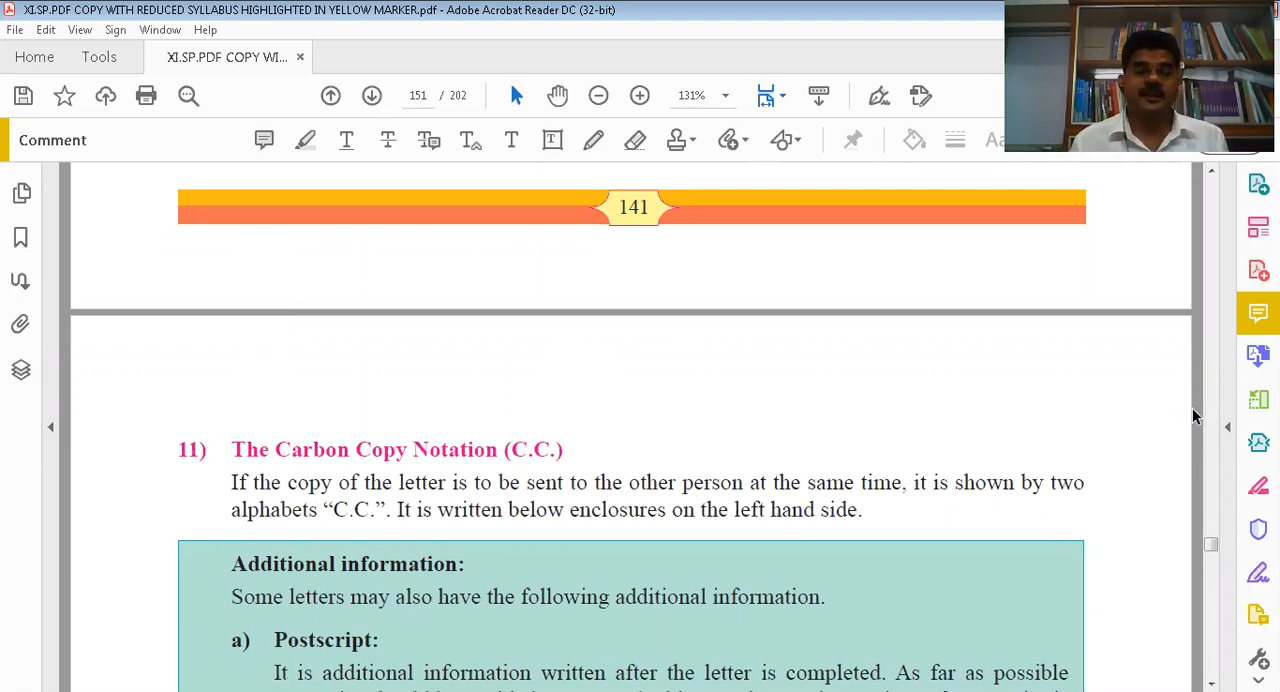 XI.SP.PDF COPY WITH REDUCED SYLLABUS HIGHLIGHTED IN YELLOW MARKER.pdf - Adobe Acrobat Reader DC (32-bit)
File Edit View Sign Window Help
Home Tools XI.SP.PDF COPY WI... ×
151 / 202 131%
Comment
141
11) The Carbon Copy Notation (C.C.)
If the copy of the letter is to be sent to the other person at the same time, it is shown by two
alphabets “C.C.”. It is written below enclosures on the left hand side.
Additional information:
Some letters may also have the following additional information.
a) Postscript:
It is additional information written after the letter is completed. As far as possible